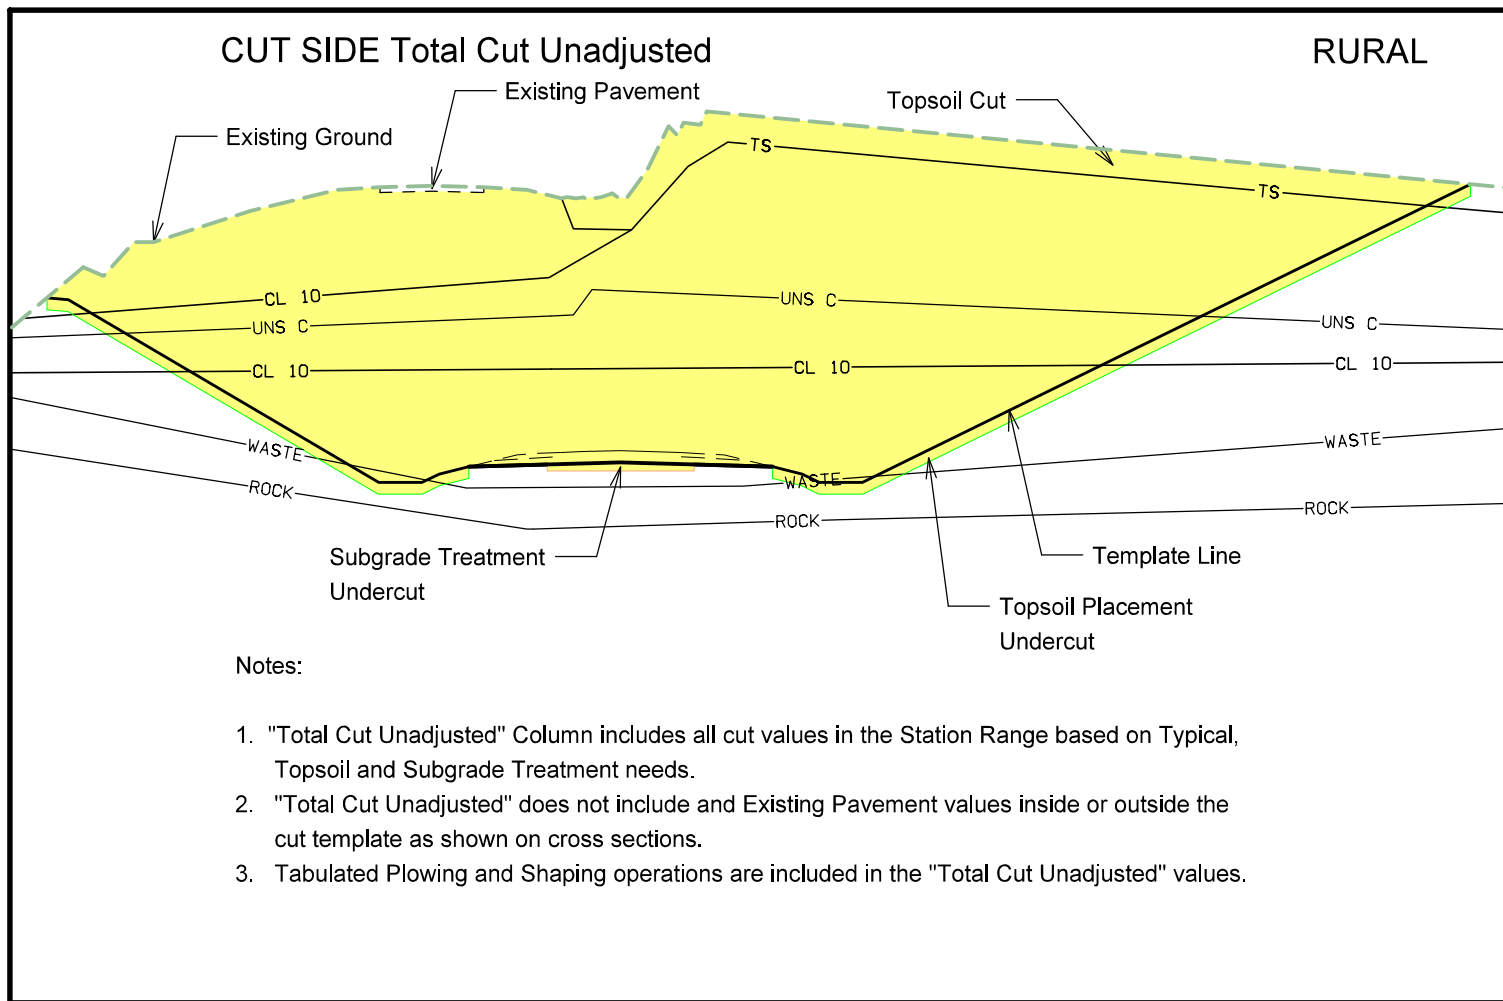 CUT SIDE Total Cut Unadjusted
RURAL
Existing Pavement
Topsoil Cut
Existing Ground
TS
TS
CL 10
UNS C
UNS C
UNS C
CL 10
CL 10
CL 10
WASTE
WASTE
WASTE
ROCK
ROCK
ROCK
Subgrade Treatment
Undercut
Template Line
Topsoil Placement
Undercut
Notes:
1. "Total Cut Unadjusted" Column includes all cut values in the Station Range based on Typical,
Topsoil and Subgrade Treatment needs.
2. "Total Cut Unadjusted" does not include and Existing Pavement values inside or outside the
cut template as shown on cross sections.
3. Tabulated Plowing and Shaping operations are included in the "Total Cut Unadjusted" values.